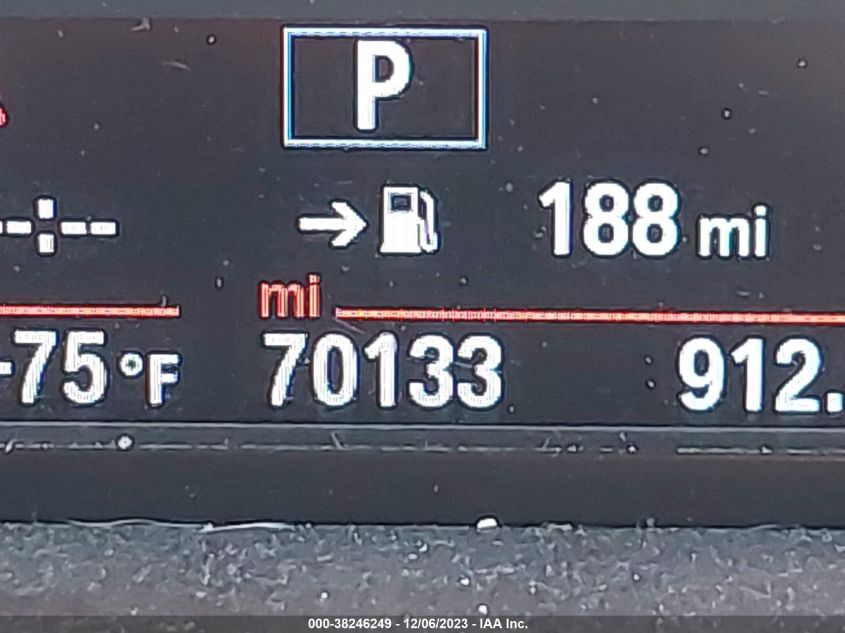 P
--:-- → 188 mi
mi
+75 °F 70133 912.
000-38246249 - 12/06/2023 - IAA Inc.